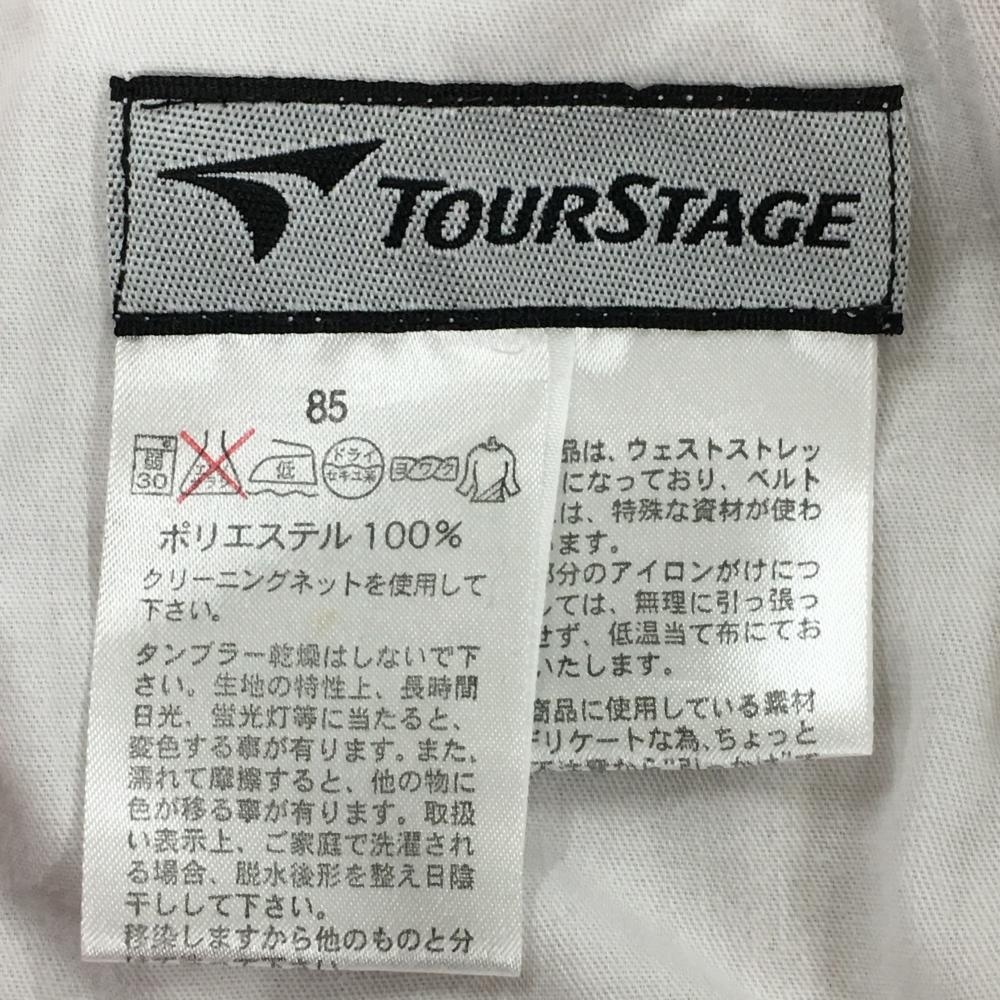 TOURSTAGE
85
弱
30
エンソ
サラシ
低
ドライ
セキユ系
ヨワク
ポリエステル 100%
クリーニングネットを使用して
下さい。
タンブラー乾燥はしないで下
さい。生地の特性上、長時間
日光、蛍光灯等に当たると、
変色する事が有ります。また、
濡れて摩擦すると、他の物に
色が移る事が有ります。取扱
い表示上、ご家庭で洗濯され
る場合、脱水後形を整え日陰
干しして下さい。
移染しますから他のものと分
品は、ウェストストレッ
になっており、ベルト
は、特殊な資材が使わ
います。
部分のアイロンがけにつ
しては、無理に引っ張っ
せず、低温当て布にてお
いたします。
商品に使用している素材
デリケートな為、ちょっと